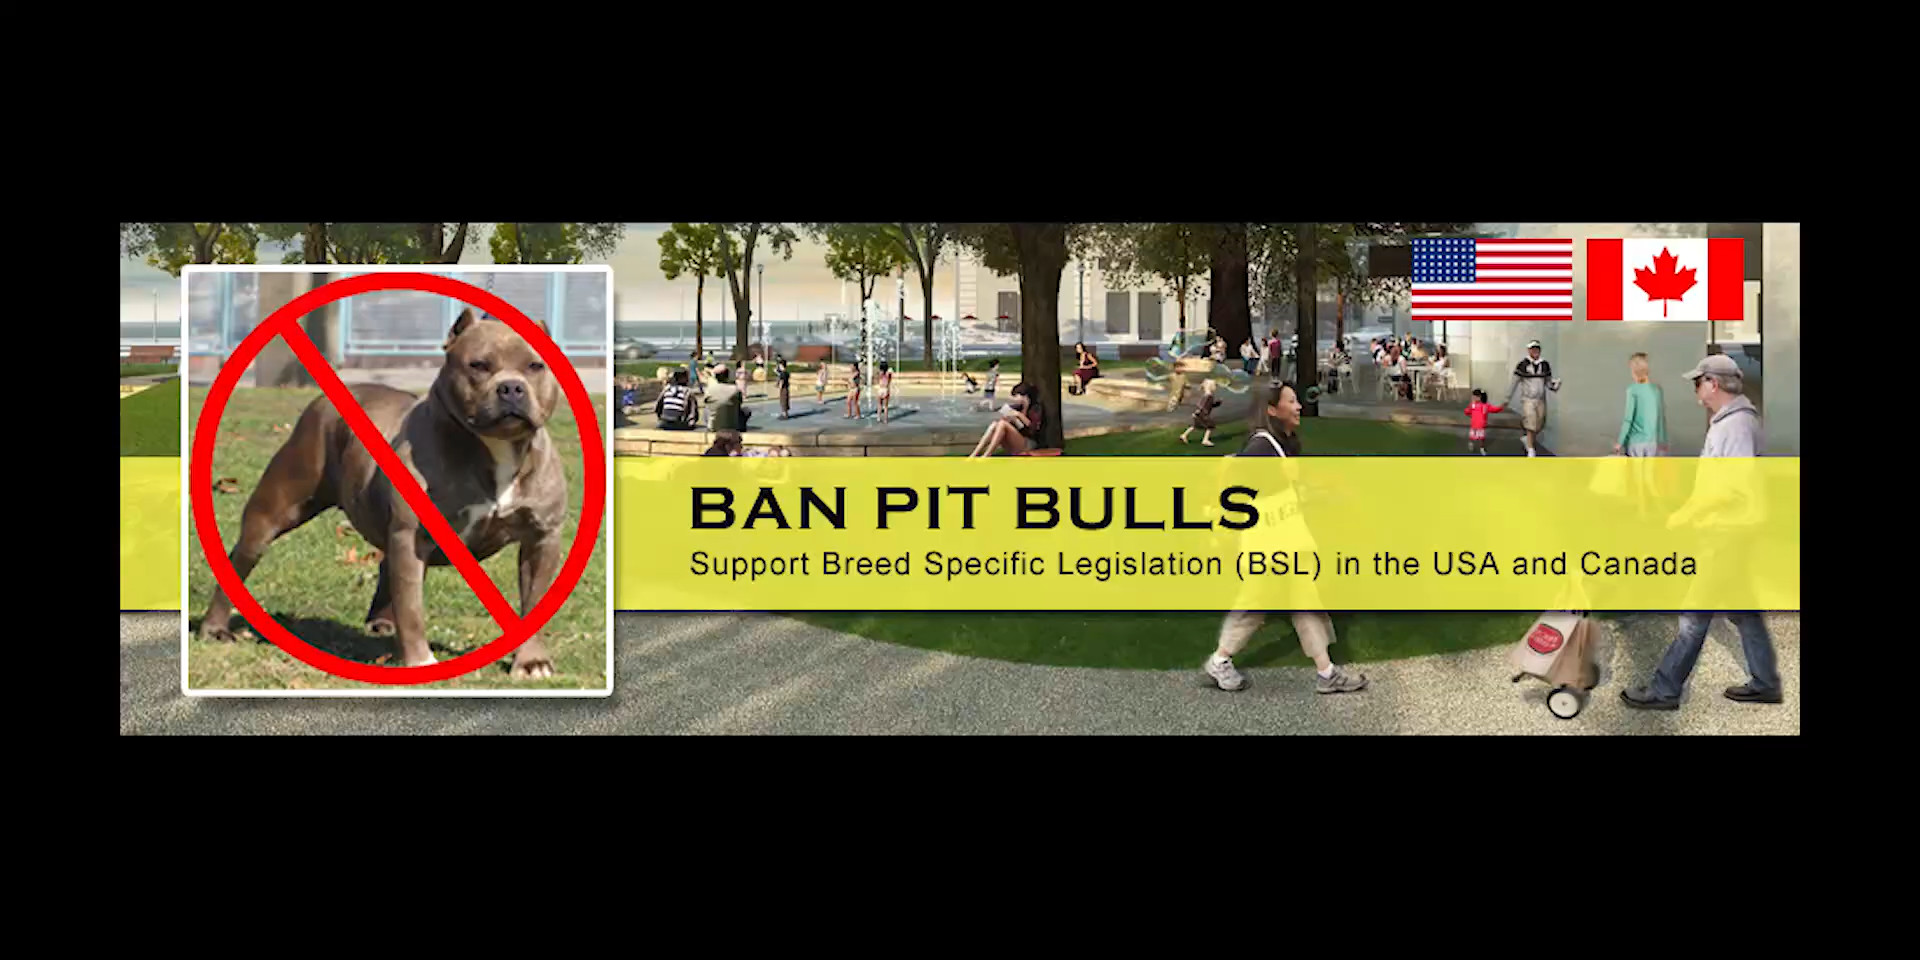 BAN PIT BULLS
Support Breed Specific Legislation (BSL) in the USA and Canada